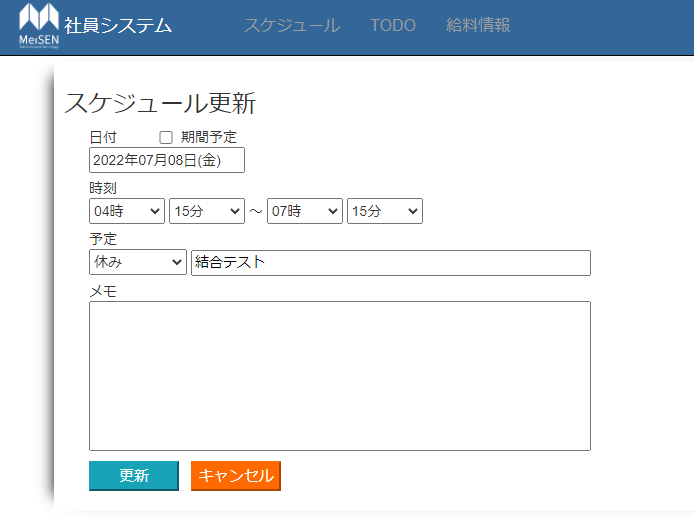 MeiSEN 社員システム スケジュール TODO 給料情報
スケジュール更新
日付 期間予定
2022年07月08日(金)
時刻
04時 15分 ～ 07時 15分
予定
休み 結合テスト
メモ
更新 キャンセル